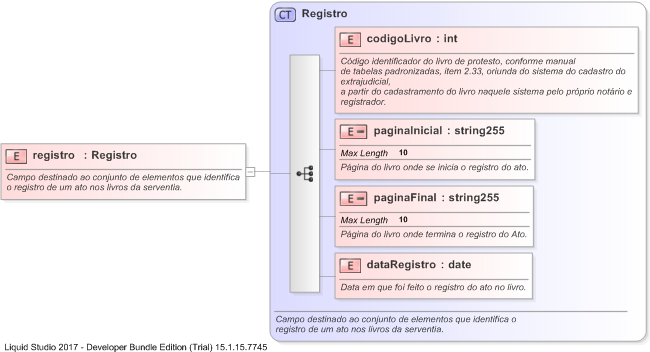 CT Registro
E codigoLivro : int
Código identificador do livro de protesto, conforme manual
de tabelas padronizadas, item 2.33, oriunda do sistema do cadastro do
extrajudicial,
a partir do cadastramento do livro naquele sistema pelo próprio notário e
registrador.
E paginaInicial : string255
Max Length 10
Página do livro onde se inicia o registro do ato.
E registro : Registro
Campo destinado ao conjunto de elementos que identifica
o registro de um ato nos livros da serventia.
E paginaFinal : string255
Max Length 10
Página do livro onde termina o registro do Ato.
E dataRegistro : date
Data em que foi feito o registro do ato no livro.
Campo destinado ao conjunto de elementos que identifica o
registro de um ato nos livros da serventia.
Liquid Studio 2017 - Developer Bundle Edition (Trial) 15.1.15.7745